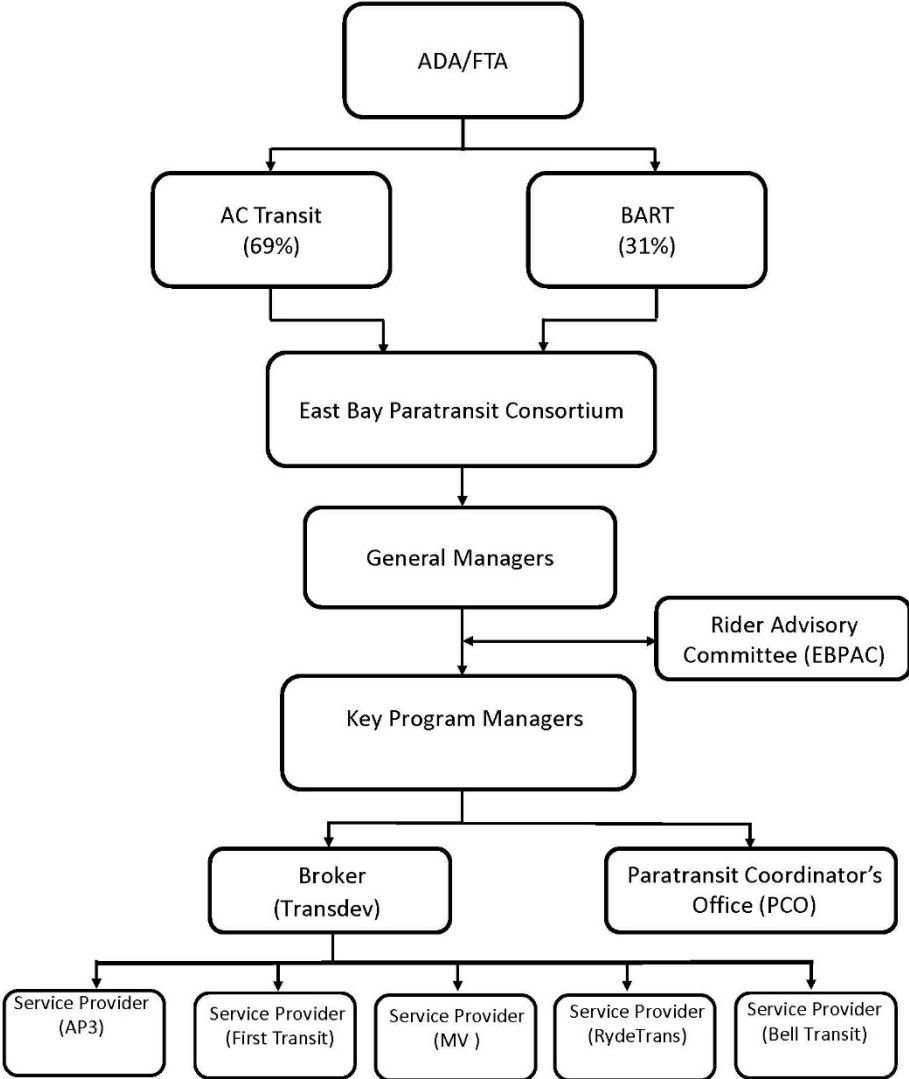 ADA/FTA
AC Transit
(69%)
BART
(31%)
East Bay Paratransit Consortium
General Managers
Rider Advisory
Committee (EBPAC)
Key Program Managers
Broker
(Transdev)
Paratransit Coordinator’s
Office (PCO)
Service Provider
(AP3)
Service Provider
(First Transit)
Service Provider
(MV )
Service Provider
(RydeTrans)
Service Provider
(Bell Transit)